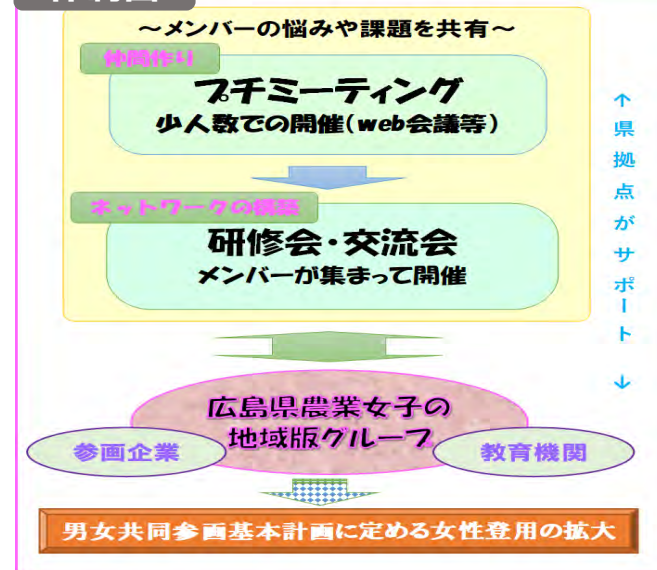 ～メンバーの悩みや課題を共有～
仲間作り
プチミーティング
少人数での開催(web会議等)
ネットワークの構築
研修会・交流会
メンバーが集まって開催
↑県拠点がサポート↓
広島県農業女子の
地域版グループ
参画企業
教育機関
男女共同参画基本計画に定める女性登用の拡大